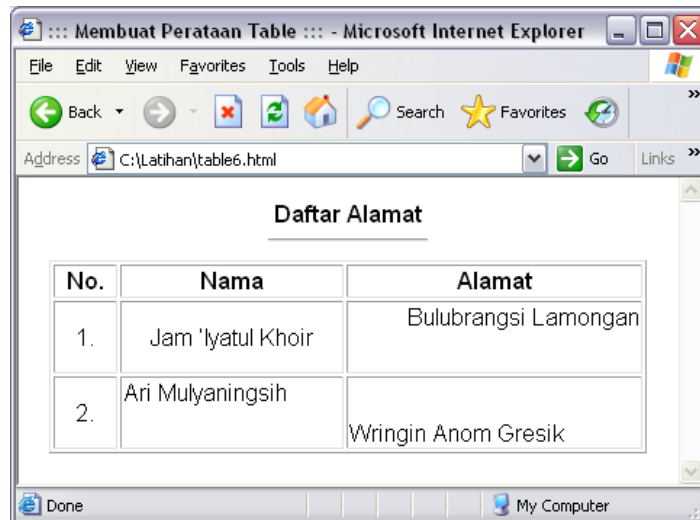 ::: Membuat Perataan Table ::: - Microsoft Internet Explorer
File Edit View Favorites Tools Help
Back Search Favorites
Address C:\Latihan\table6.html Go Links
Daftar Alamat
No. Nama Alamat
1. Jam 'Iyatul Khoir Bulubrangsi Lamongan
2. Ari Mulyaningsih Wringin Anom Gresik
Done My Computer